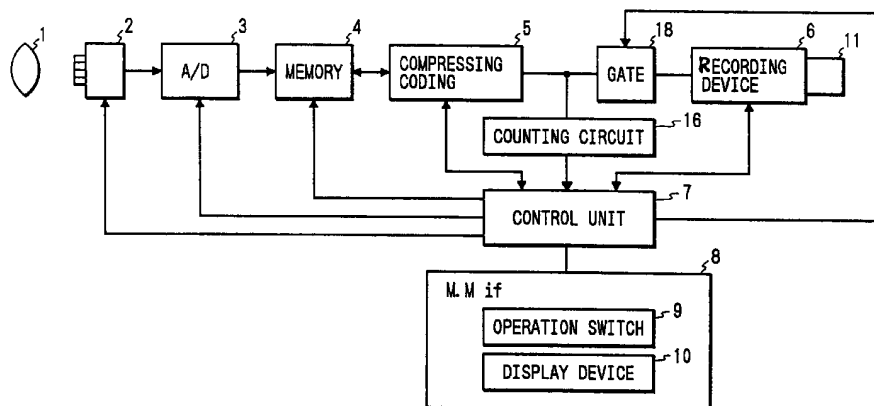 1
2
3
4
5
18
6
11
A/D
MEMORY
COMPRESSING
CODING
GATE
RECORDING
DEVICE
16
COUNTING CIRCUIT
7
CONTROL UNIT
8
M.M if
9
OPERATION SWITCH
10
DISPLAY DEVICE